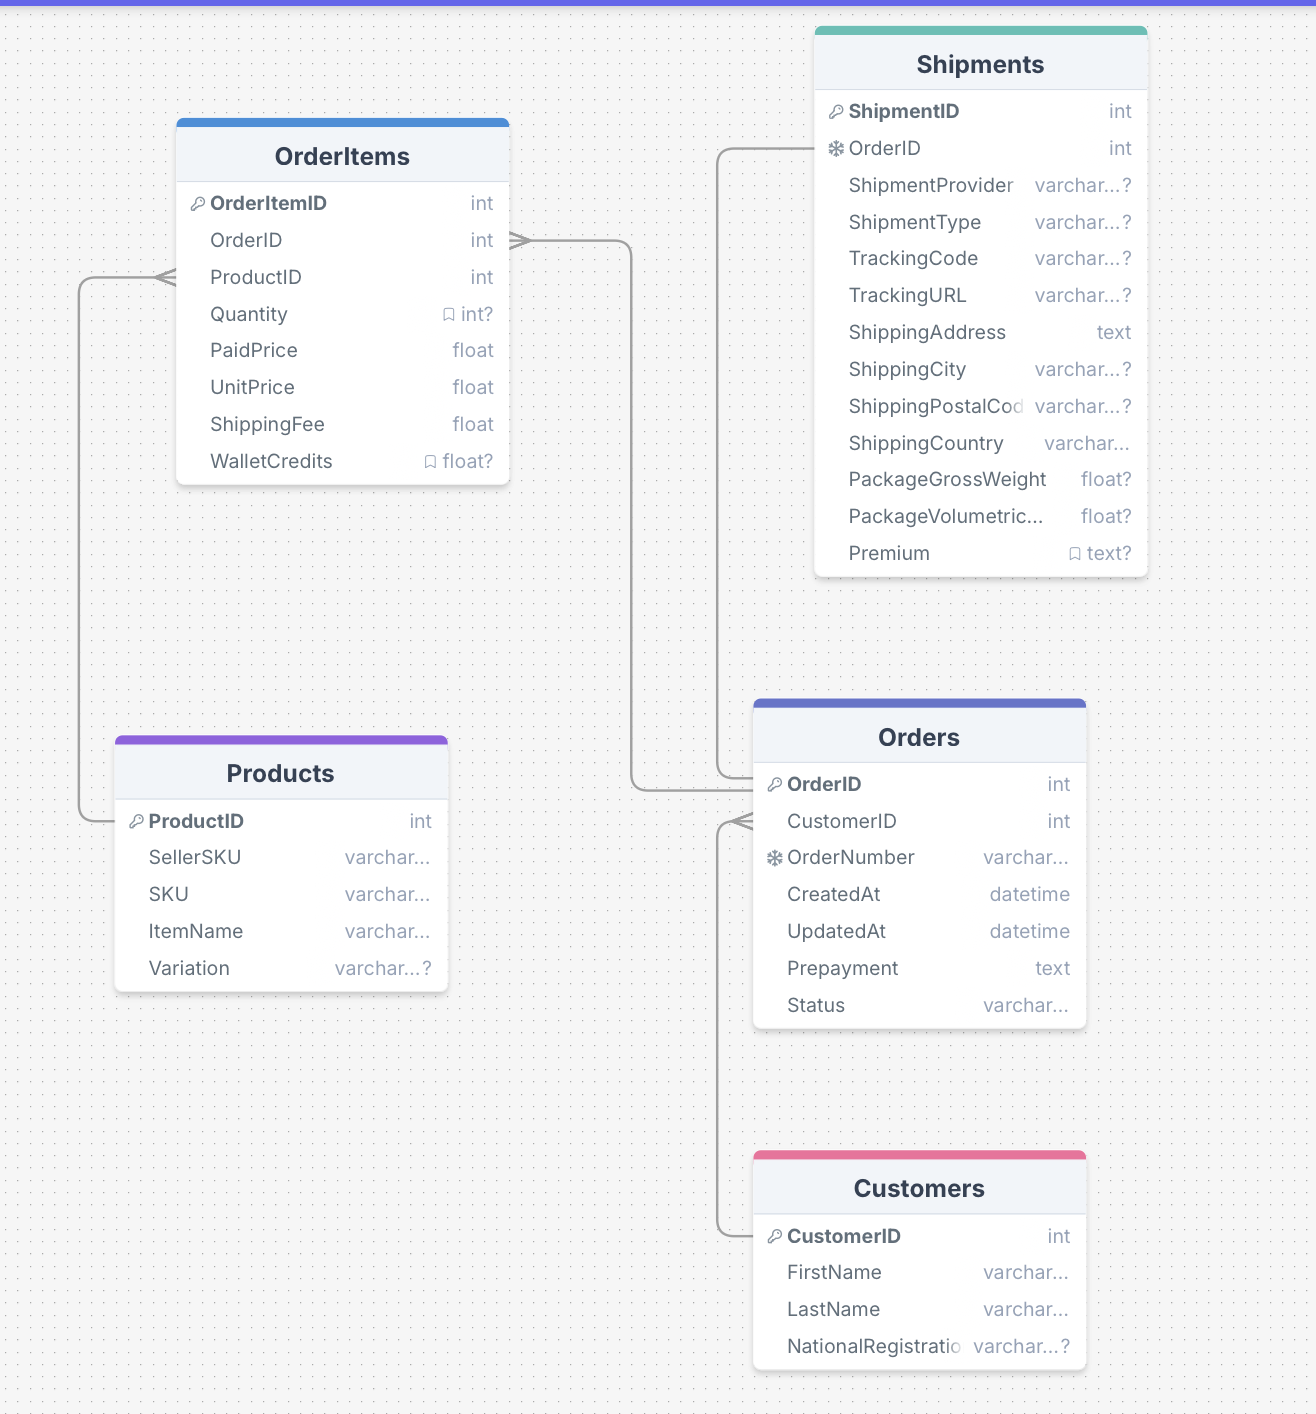 Shipments
ShipmentID int
OrderID int
ShipmentProvider varchar...?
ShipmentType varchar...?
TrackingCode varchar...?
TrackingURL varchar...?
ShippingAddress text
ShippingCity varchar...?
ShippingPostalCod varchar...?
ShippingCountry varchar...
PackageGrossWeight float?
PackageVolumetric... float?
Premium text?
OrderItems
OrderItemID int
OrderID int
ProductID int
Quantity int?
PaidPrice float
UnitPrice float
ShippingFee float
WalletCredits float?
Orders
OrderID int
CustomerID int
OrderNumber varchar...
CreatedAt datetime
UpdatedAt datetime
Prepayment text
Status varchar...
Products
ProductID int
SellerSKU varchar...
SKU varchar...
ItemName varchar...
Variation varchar...?
Customers
CustomerID int
FirstName varchar...
LastName varchar...
NationalRegistratio varchar...?